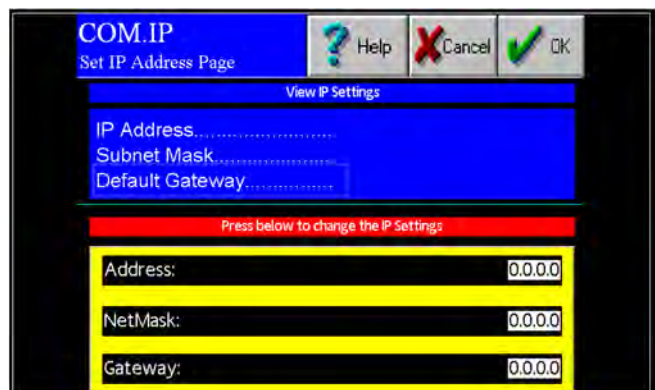 COM.IP
Set IP Address Page
Help
Cancel
OK
View IP Settings
IP Address........................
Subnet Mask....................
Default Gateway...............
Press below to change the IP Settings
Address: 0.0.0.0
NetMask: 0.0.0.0
Gateway: 0.0.0.0